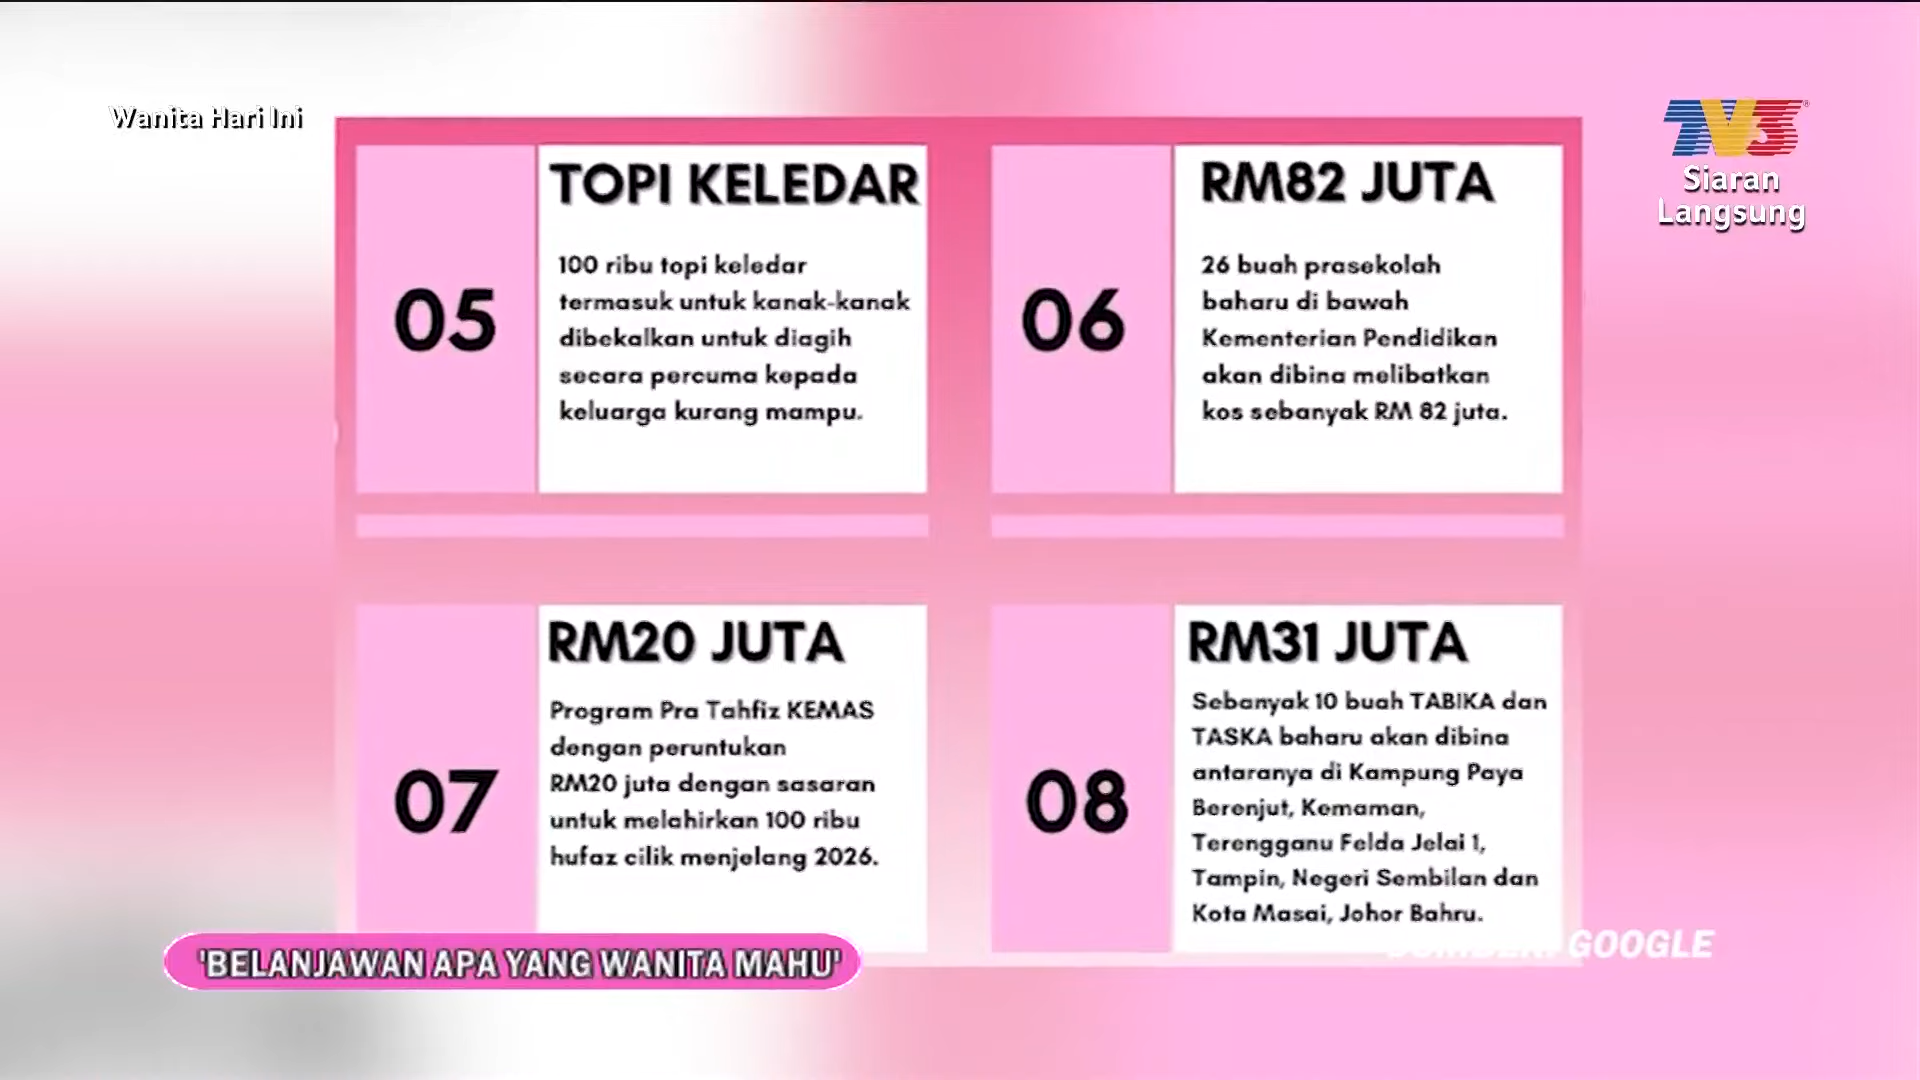 Wanita Hari Ini
TV3
Siaran
Langsung
05
TOPI KELEDAR
100 ribu topi keledar
termasuk untuk kanak-kanak
dibekalkan untuk diagih
secara percuma kepada
keluarga kurang mampu.
06
RM82 JUTA
26 buah prasekolah
baharu di bawah
Kementerian Pendidikan
akan dibina melibatkan
kos sebanyak RM 82 juta.
07
RM20 JUTA
Program Pra Tahfiz KEMAS
dengan peruntukan
RM20 juta dengan sasaran
untuk melahirkan 100 ribu
hufaz cilik menjelang 2026.
08
RM31 JUTA
Sebanyak 10 buah TABIKA dan
TASKA baharu akan dibina
antaranya di Kampung Paya
Berenjut, Kemaman,
Terengganu Felda Jelai 1,
Tampin, Negeri Sembilan dan
Kota Masai, Johor Bahru.
SUMBER: GOOGLE
'BELANJAWAN APA YANG WANITA MAHU'